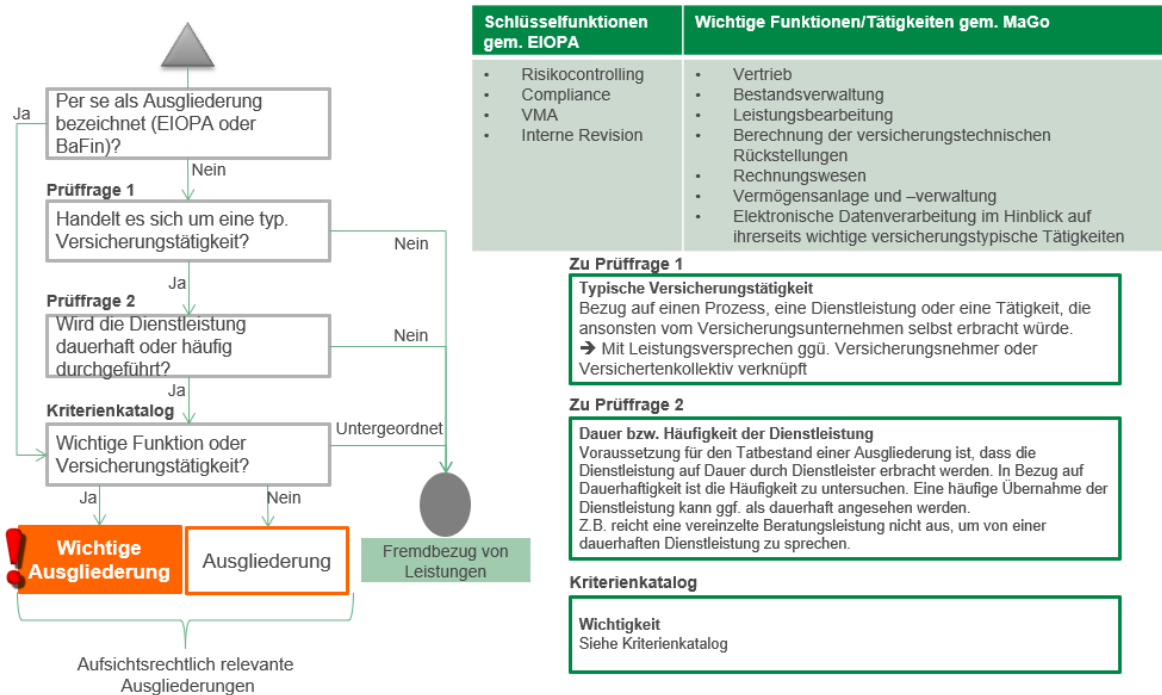 Per se als Ausgliederung
bezeichnet (EIOPA oder
BaFin)?
Ja
Nein
Prüffrage 1
Handelt es sich um eine typ.
Versicherungstätigkeit?
Nein
Ja
Prüffrage 2
Wird die Dienstleistung
dauerhaft oder häufig
durchgeführt?
Nein
Ja
Kriterienkatalog
Wichtige Funktion oder
Versicherungstätigkeit?
Untergeordnet
Ja
Nein
Wichtige
Ausgliederung
Ausgliederung
Fremdbezug von
Leistungen
Aufsichtsrechtlich relevante
Ausgliederungen
Schlüsselfunktionen
gem. EIOPA
• Risikocontrolling
• Compliance
• VMA
• Interne Revision
Wichtige Funktionen/Tätigkeiten gem. MaGo
• Vertrieb
• Bestandsverwaltung
• Leistungsbearbeitung
• Berechnung der versicherungstechnischen
Rückstellungen
• Rechnungswesen
• Vermögensanlage und –verwaltung
• Elektronische Datenverarbeitung im Hinblick auf
ihrerseits wichtige versicherungstypische Tätigkeiten
Zu Prüffrage 1
Typische Versicherungstätigkeit
Bezug auf einen Prozess, eine Dienstleistung oder eine Tätigkeit, die
ansonsten vom Versicherungsunternehmen selbst erbracht würde.
➔ Mit Leistungsversprechen ggü. Versicherungsnehmer oder
Versichertenkollektiv verknüpft
Zu Prüffrage 2
Dauer bzw. Häufigkeit der Dienstleistung
Voraussetzung für den Tatbestand einer Ausgliederung ist, dass die
Dienstleistung auf Dauer durch Dienstleister erbracht werden. In Bezug auf
Dauerhaftigkeit ist die Häufigkeit zu untersuchen. Eine häufige Übernahme der
Dienstleistung kann ggf. als dauerhaft angesehen werden.
Z.B. reicht eine vereinzelte Beratungsleistung nicht aus, um von einer
dauerhaften Dienstleistung zu sprechen.
Kriterienkatalog
Wichtigkeit
Siehe Kriterienkatalog